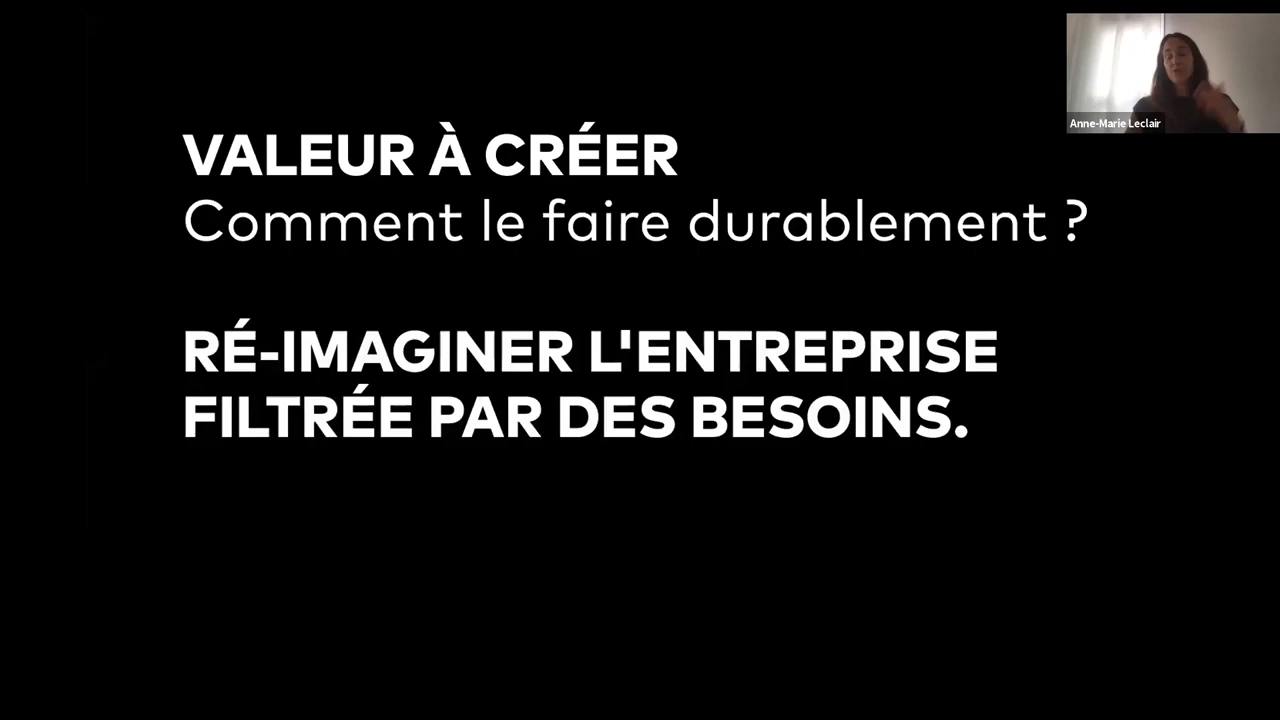 VALEUR À CRÉER
Comment le faire durablement ?
RÉ-IMAGINER L'ENTREPRISE
FILTRÉE PAR DES BESOINS.
Anne-Marie Leclair